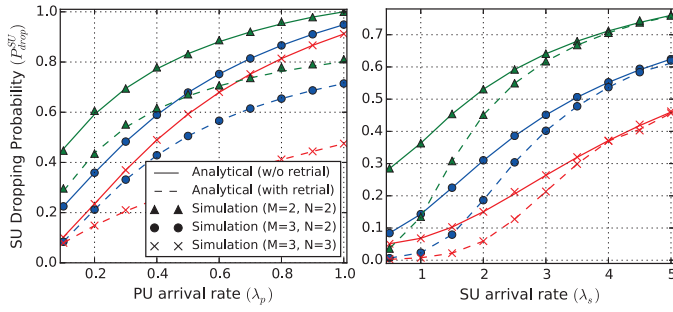 SU Dropping Probability (P_{drop}^{SU})
1.0
0.8
0.6
0.4
0.2
0.0
0.2 0.4 0.6 0.8 1.0
PU arrival rate (λ_p)
Analytical (w/o retrial)
Analytical (with retrial)
Simulation (M=2, N=2)
Simulation (M=3, N=2)
Simulation (M=3, N=3)
0.7
0.6
0.5
0.4
0.3
0.2
0.1
0.0
1 2 3 4 5
SU arrival rate (λ_s)